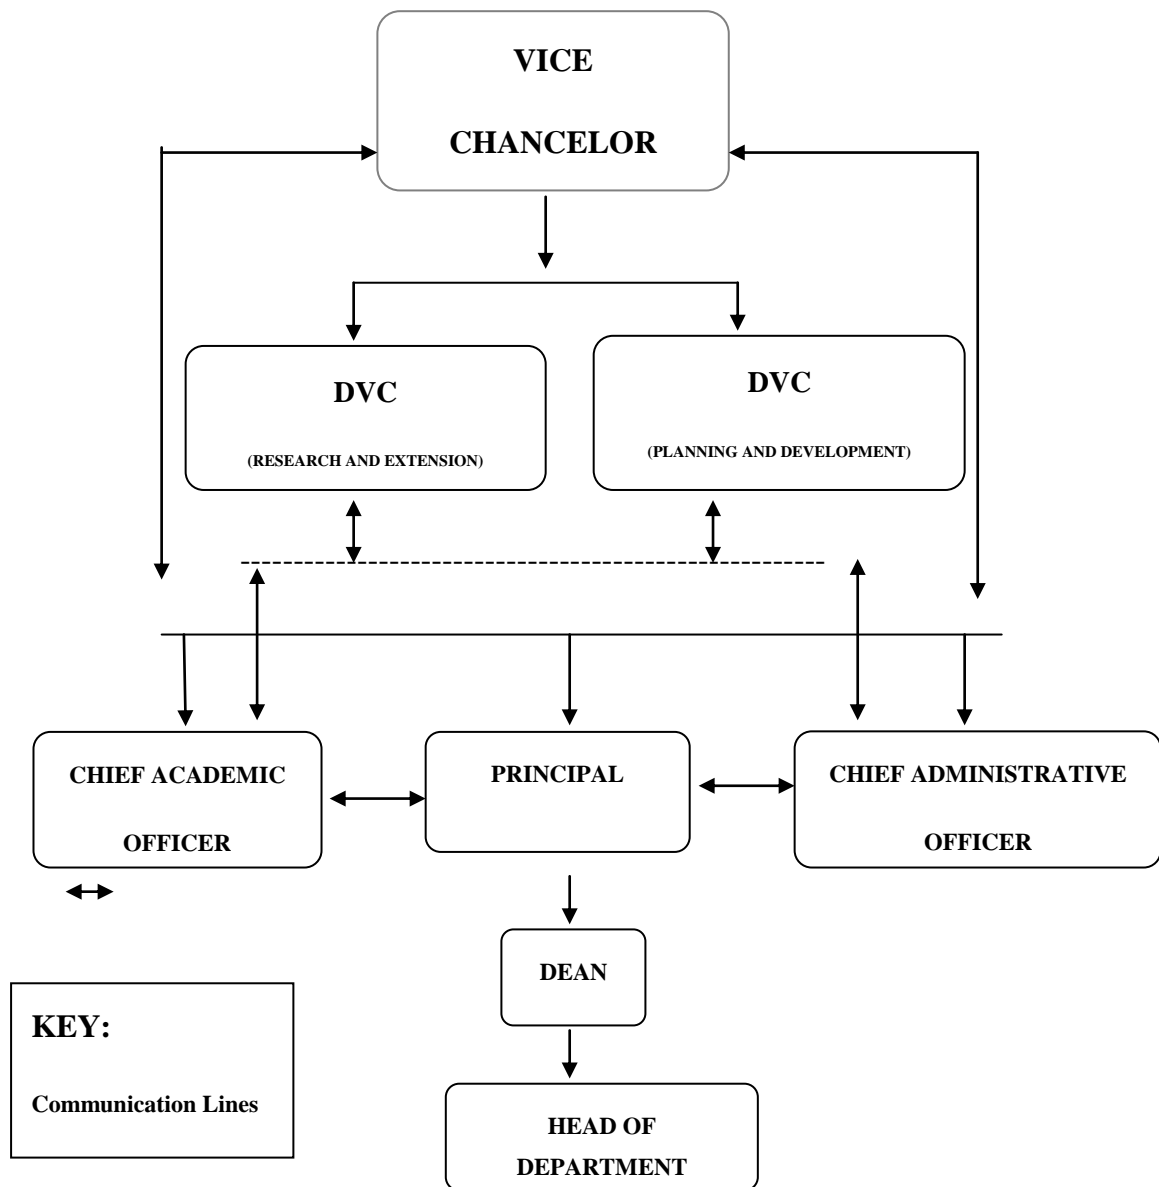 VICE
CHANCELOR
DVC
(RESEARCH AND EXTENSION)
DVC
(PLANNING AND DEVELOPMENT)
CHIEF ACADEMIC
OFFICER
PRINCIPAL
CHIEF ADMINISTRATIVE
OFFICER
DEAN
KEY:
Communication Lines
HEAD OF
DEPARTMENT